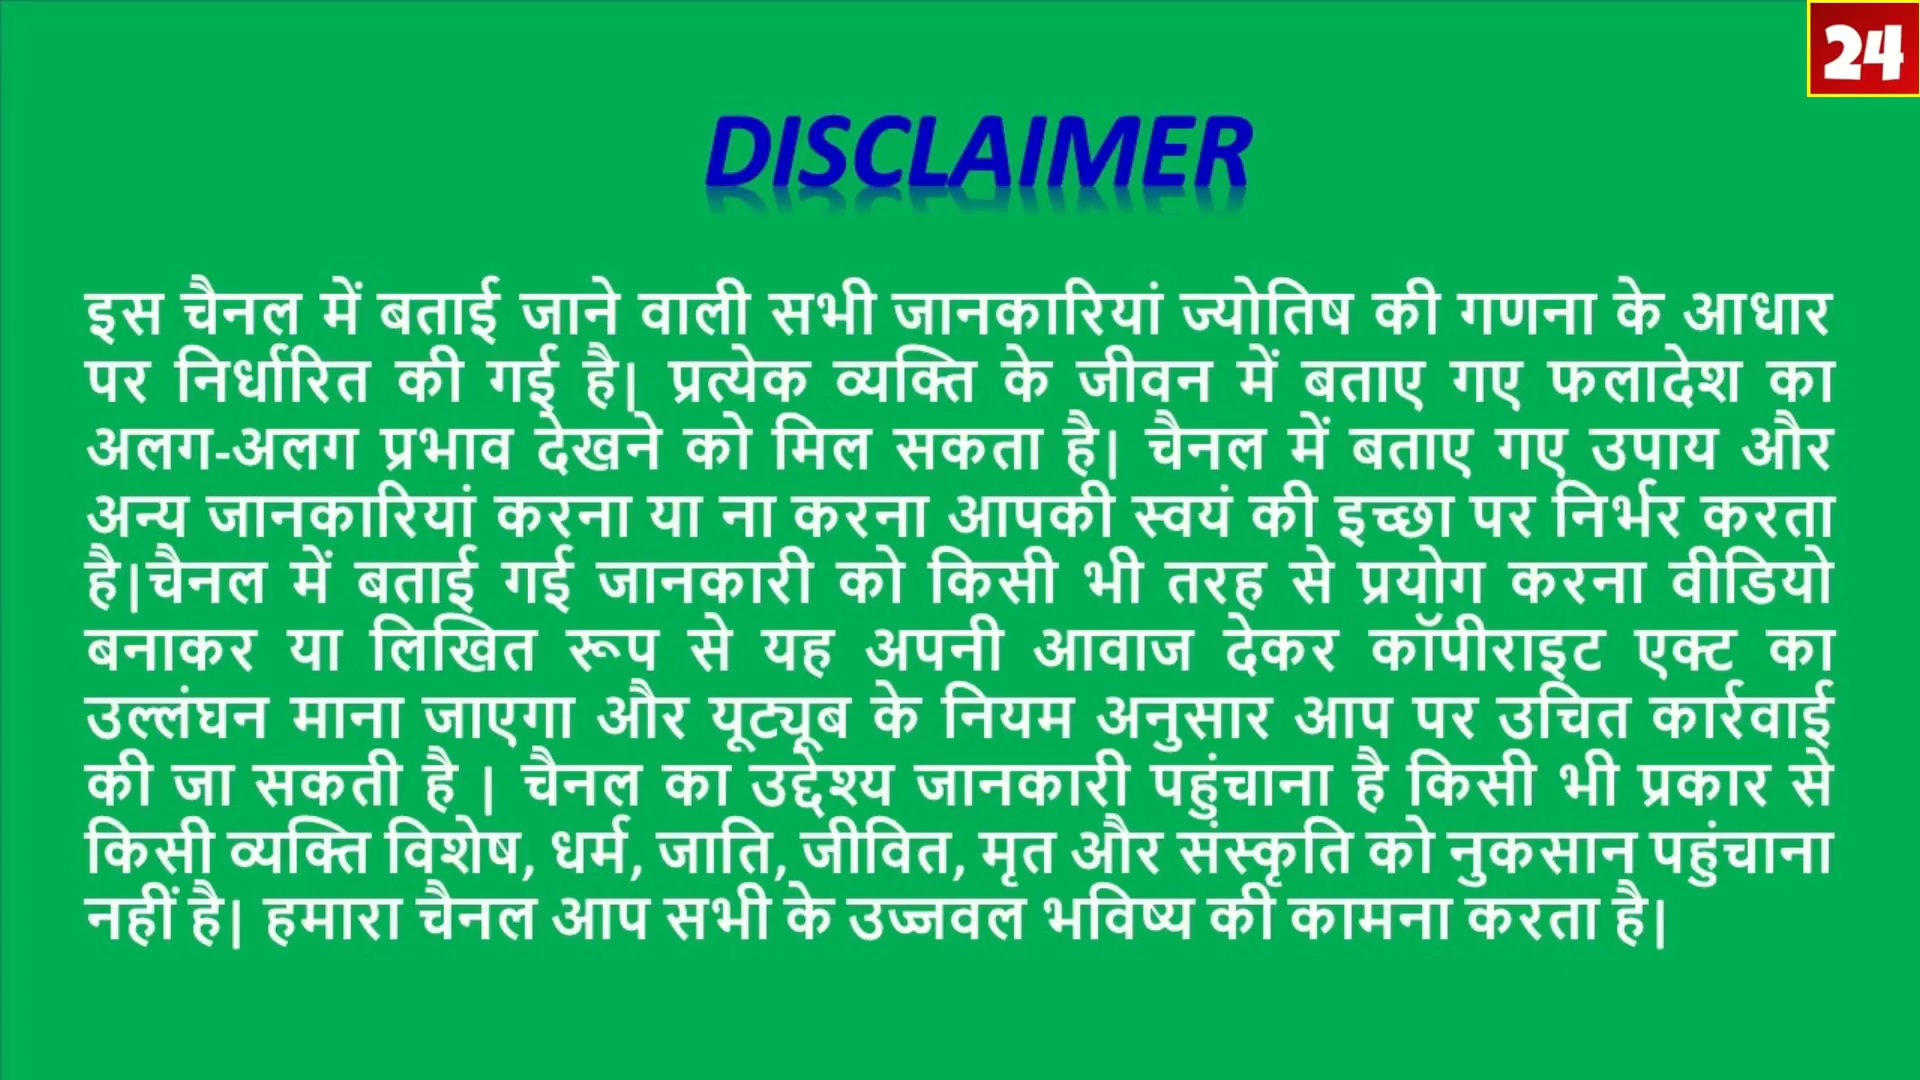 24
DISCLAIMER
इस चैनल में बताई जाने वाली सभी जानकारियां ज्योतिष की गणना के आधार
पर निर्धारित की गई है| प्रत्येक व्यक्ति के जीवन में बताए गए फलादेश का
अलग-अलग प्रभाव देखने को मिल सकता है| चैनल में बताए गए उपाय और
अन्य जानकारियां करना या ना करना आपकी स्वयं की इच्छा पर निर्भर करता
है|चैनल में बताई गई जानकारी को किसी भी तरह से प्रयोग करना वीडियो
बनाकर या लिखित रूप से यह अपनी आवाज देकर कॉपीराइट एक्ट का
उल्लंघन माना जाएगा और यूट्यूब के नियम अनुसार आप पर उचित कार्रवाई
की जा सकती है | चैनल का उद्देश्य जानकारी पहुंचाना है किसी भी प्रकार से
किसी व्यक्ति विशेष, धर्म, जाति, जीवित, मृत और संस्कृति को नुकसान पहुंचाना
नहीं है| हमारा चैनल आप सभी के उज्जवल भविष्य की कामना करता है|